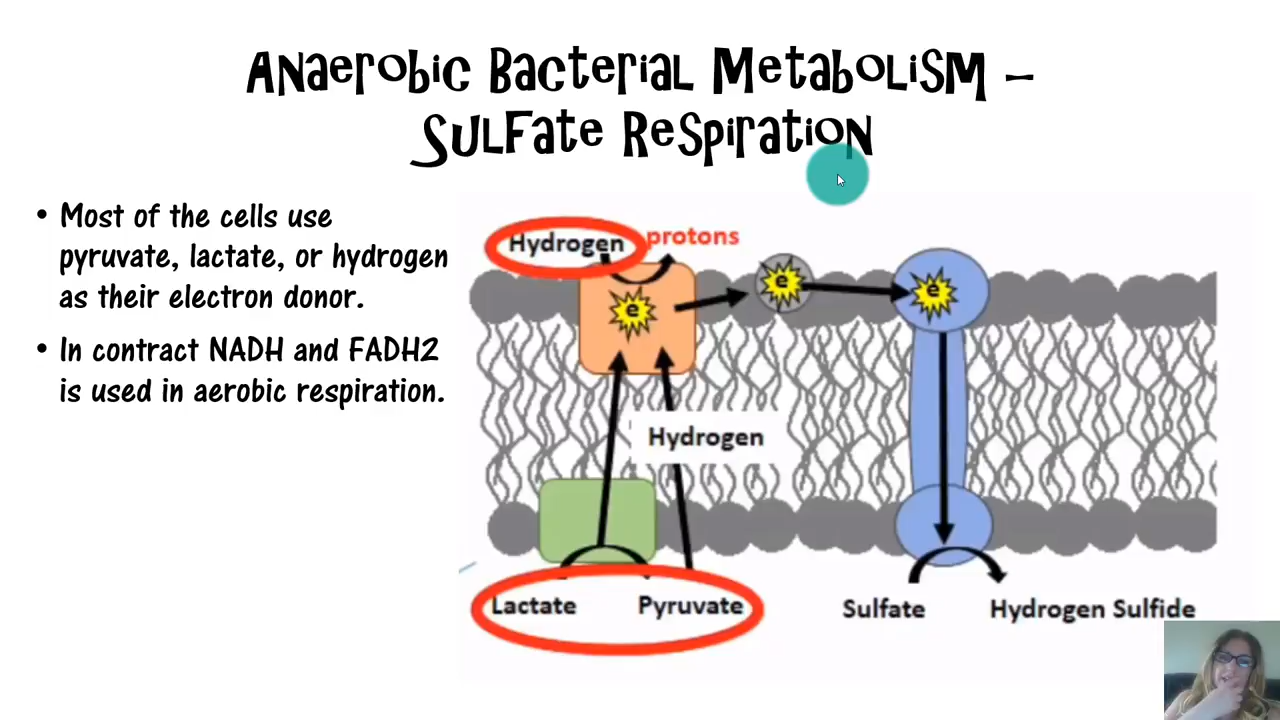 Anaerobic Bacterial Metabolism –
Sulfate Respiration
• Most of the cells use
pyruvate, lactate, or hydrogen
as their electron donor.
• In contract NADH and FADH2
is used in aerobic respiration.
Hydrogen protons
e e e
Hydrogen
Lactate Pyruvate Sulfate Hydrogen Sulfide